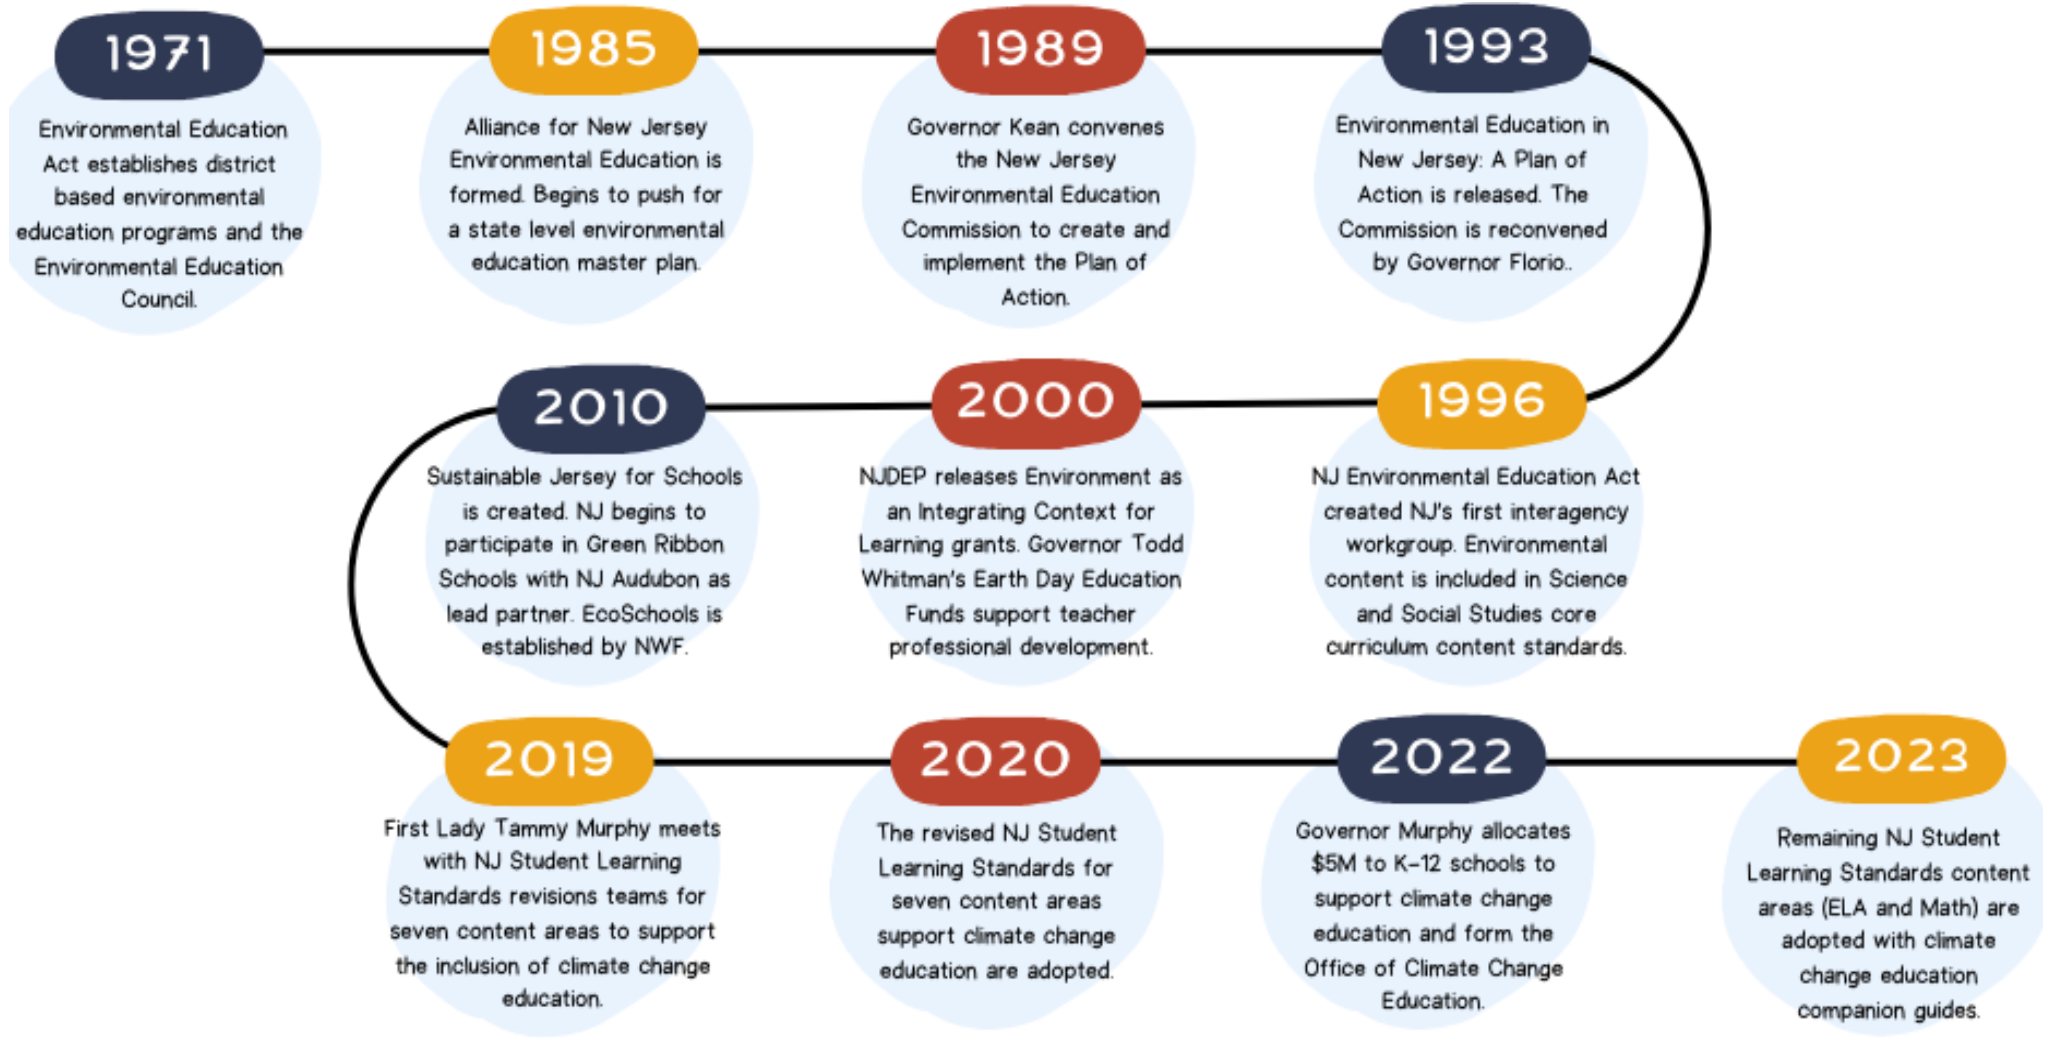 1971
Environmental Education
Act establishes district
based environmental
education programs and the
Environmental Education
Council.
1985
Alliance for New Jersey
Environmental Education is
formed. Begins to push for
a state level environmental
education master plan.
1989
Governor Kean convenes
the New Jersey
Environmental Education
Commission to create and
implement the Plan of
Action.
1993
Environmental Education in
New Jersey: A Plan of
Action is released. The
Commission is reconvened
by Governor Florio..
1996
NJ Environmental Education Act
created NJ's first interagency
workgroup. Environmental
content is included in Science
and Social Studies core
curriculum content standards.
2000
NJDEP releases Environment as
an Integrating Context for
Learning grants. Governor Todd
Whitman's Earth Day Education
Funds support teacher
professional development.
2010
Sustainable Jersey for Schools
is created. NJ begins to
participate in Green Ribbon
Schools with NJ Audubon as
lead partner. EcoSchools is
established by NWF.
2019
First Lady Tammy Murphy meets
with NJ Student Learning
Standards revisions teams for
seven content areas to support
the inclusion of climate change
education.
2020
The revised NJ Student
Learning Standards for
seven content areas
support climate change
education are adopted.
2022
Governor Murphy allocates
$5M to K-12 schools to
support climate change
education and form the
Office of Climate Change
Education.
2023
Remaining NJ Student
Learning Standards content
areas (ELA and Math) are
adopted with climate
change education
companion guides.